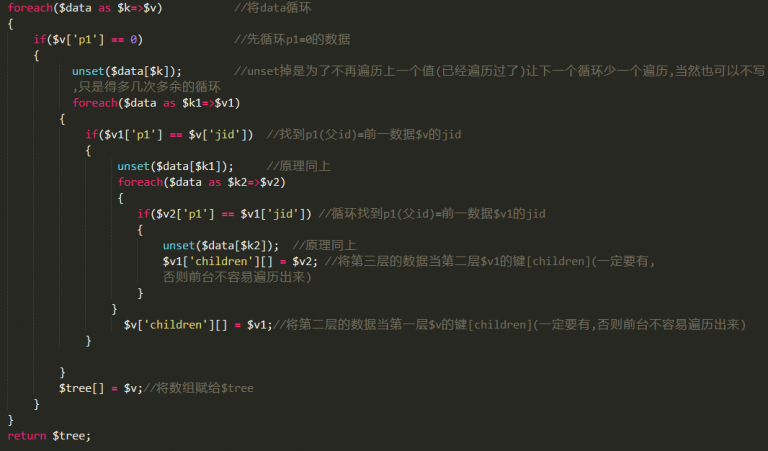 foreach($data as $k=>$v)          //将data循环
{
    if($v['p1'] == 0)             //先循环p1=0的数据
    {
        unset($data[$k]);       //unset掉是为了不再遍历上一个值(已经遍历过了)让下一个循环少一个遍历,当然也可以不写
        ,只是得多几次多余的循环
        foreach($data as $k1=>$v1)
       {
           if($v1['p1'] == $v['jid'])  //找到p1(父id)=前一数据$v的jid
           {
               unset($data[$k1]);     //原理同上
               foreach($data as $k2=>$v2)
               {
                  if($v2['p1'] == $v1['jid']) //循环找到p1(父id)=前一数据$v1的jid
                  {
                     unset($data[$k2]);  //原理同上
                     $v1['children'][] = $v2; //将第三层的数据当第二层$v1的键[children](一定要有,
                     否则前台不容易遍历出来)
                  }
              }
               $v['children'][] = $v1;//将第二层的数据当第一层$v的键[children](一定要有,否则前台不容易遍历出来)
           }
       }
       $tree[] = $v;//将数组赋给$tree
    }
}
return $tree;